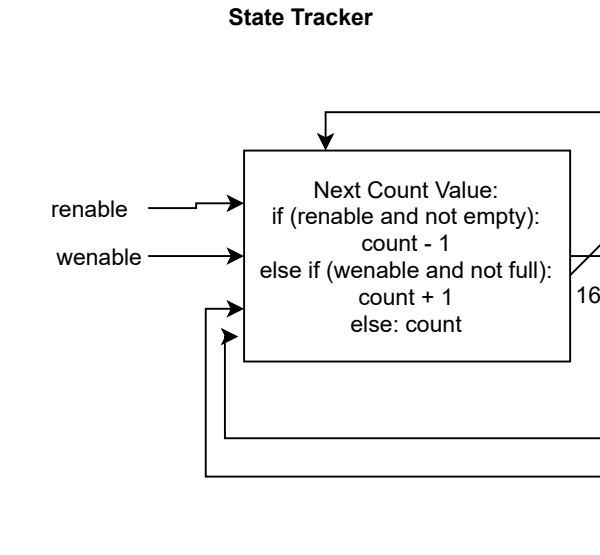 State Tracker
renable
wenable
Next Count Value:
if (renable and not empty):
count - 1
else if (wenable and not full):
count + 1
else: count
16